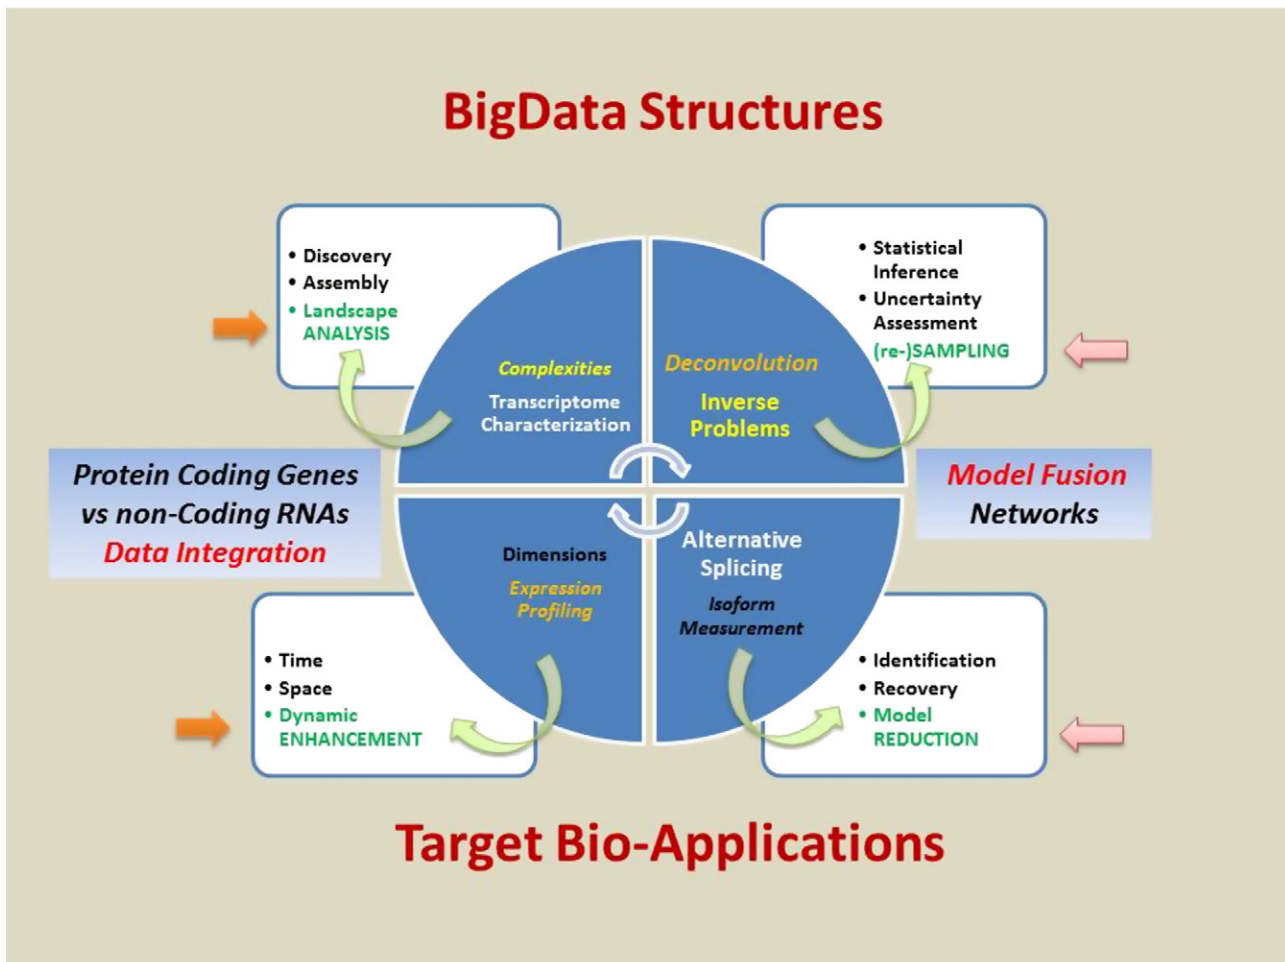 BigData Structures
• Discovery
• Assembly
• Landscape
ANALYSIS
• Statistical
Inference
• Uncertainty
Assessment
(re-)SAMPLING
Complexities
Transcriptome
Characterization
Deconvolution
Inverse
Problems
Protein Coding Genes
vs non-Coding RNAs
Data Integration
Model Fusion
Networks
Dimensions
Expression
Profiling
Alternative
Splicing
Isoform
Measurement
• Time
• Space
• Dynamic
ENHANCEMENT
• Identification
• Recovery
• Model
REDUCTION
Target Bio-Applications